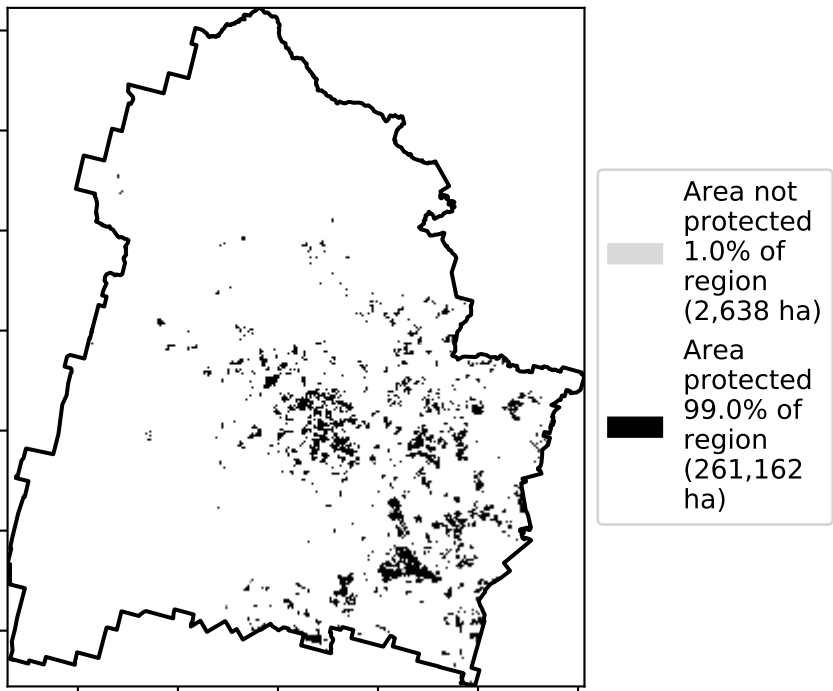 Area not
protected
1.0% of
region
(2,638 ha)
Area
protected
99.0% of
region
(261,162
ha)